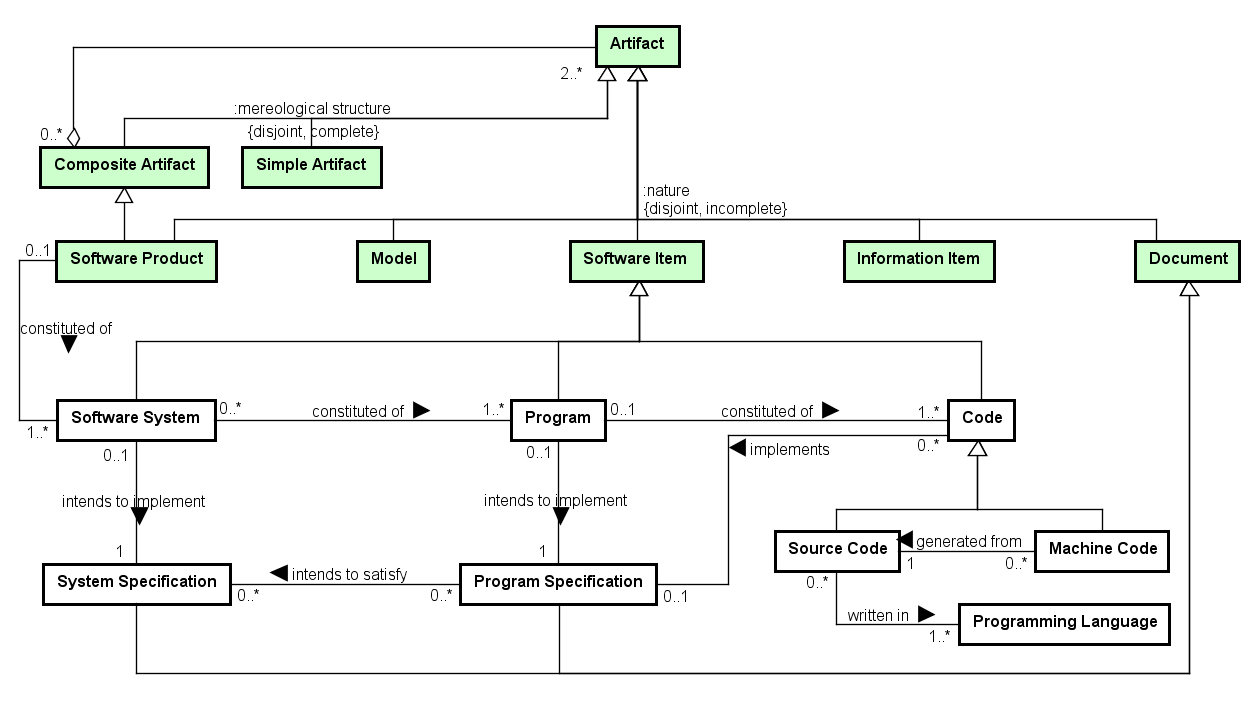 Artifact
2..*
:mereological structure
0..*
{disjoint, complete}
Composite Artifact
Simple Artifact
:nature
{disjoint, incomplete}
0..1
Software Product
Model
Software Item
Information Item
Document
constituted of
0..*
constituted of
1..*
0..1
constituted of
1..*
Software System
Program
Code
1..*
0..1
0..1
0..*
implements
intends to implement
intends to implement
generated from
Source Code
Machine Code
1
1
1
0..*
System Specification
intends to satisfy
Program Specification
0..*
0..*
0..*
0..1
written in
Programming Language
1..*